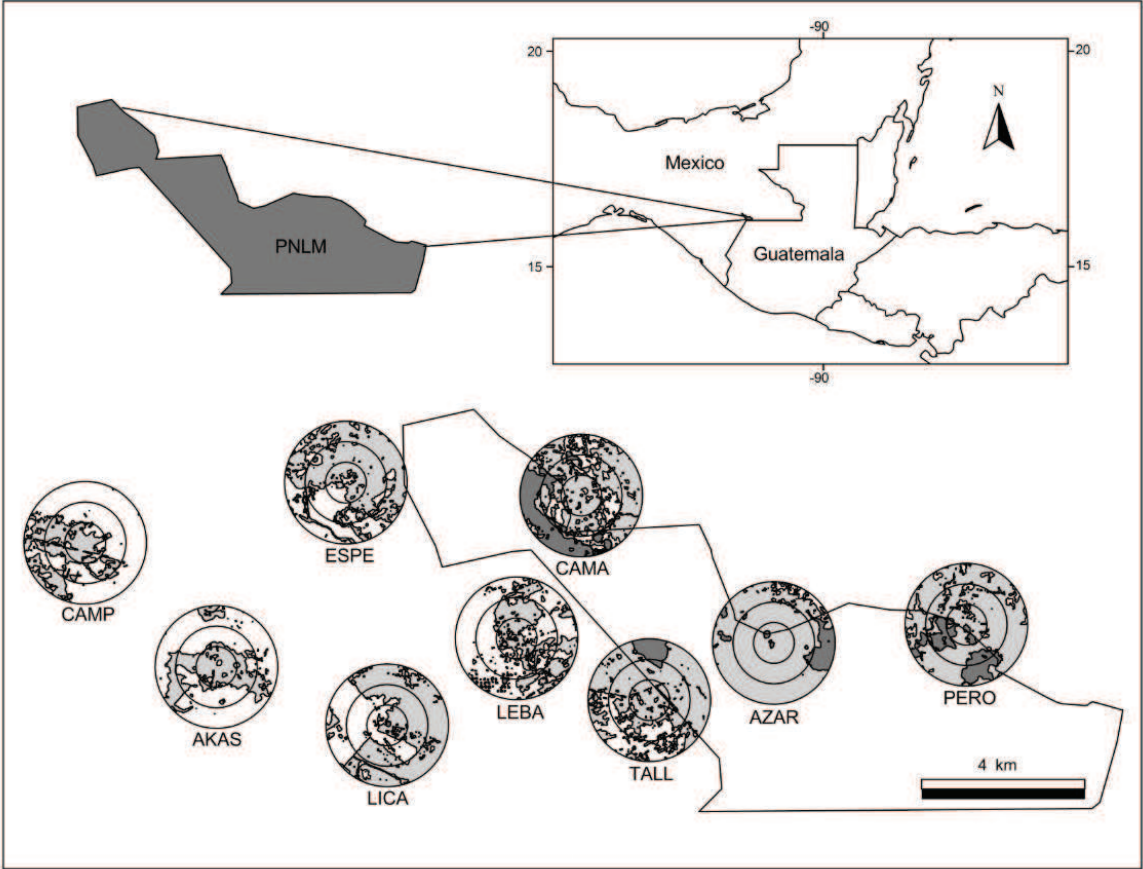 -90
20
20
N
Mexico
PNLM
Guatemala
15
15
-90
ESPE
CAMA
CAMP
PERO
LEBA
AZAR
AKAS
4 km
TALL
LICA